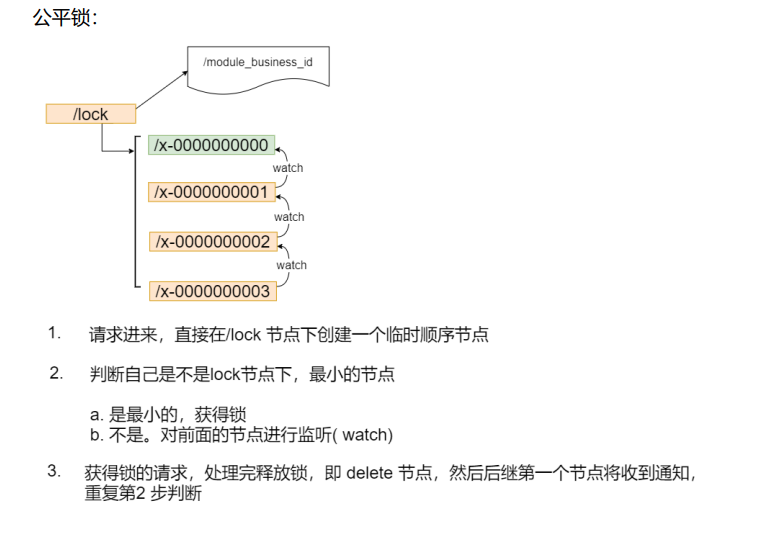 公平锁：
/module_business_id
/lock
/x-0000000000
watch
/x-0000000001
watch
/x-0000000002
watch
/x-0000000003
1. 请求进来，直接在/lock 节点下创建一个临时顺序节点
2. 判断自己是不是lock节点下，最小的节点
a. 是最小的，获得锁
b. 不是。对前面的节点进行监听( watch)
3. 获得锁的请求，处理完释放锁，即 delete 节点，然后后继第一个节点将收到通知，
重复第2 步判断